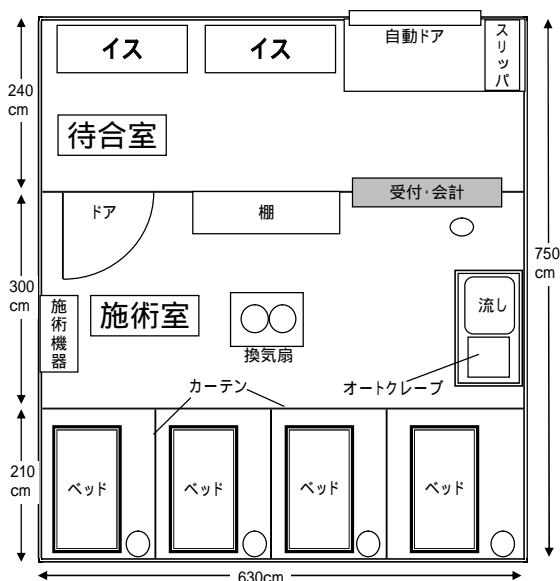 イス
イス
自動ドア
スリッパ
240
cm
待合室
受付・会計
ドア
棚
750
cm
300
cm
施術機器
施術室
換気扇
流し
カーテン
オートクレーブ
210
cm
ベッド
ベッド
ベッド
ベッド
630cm